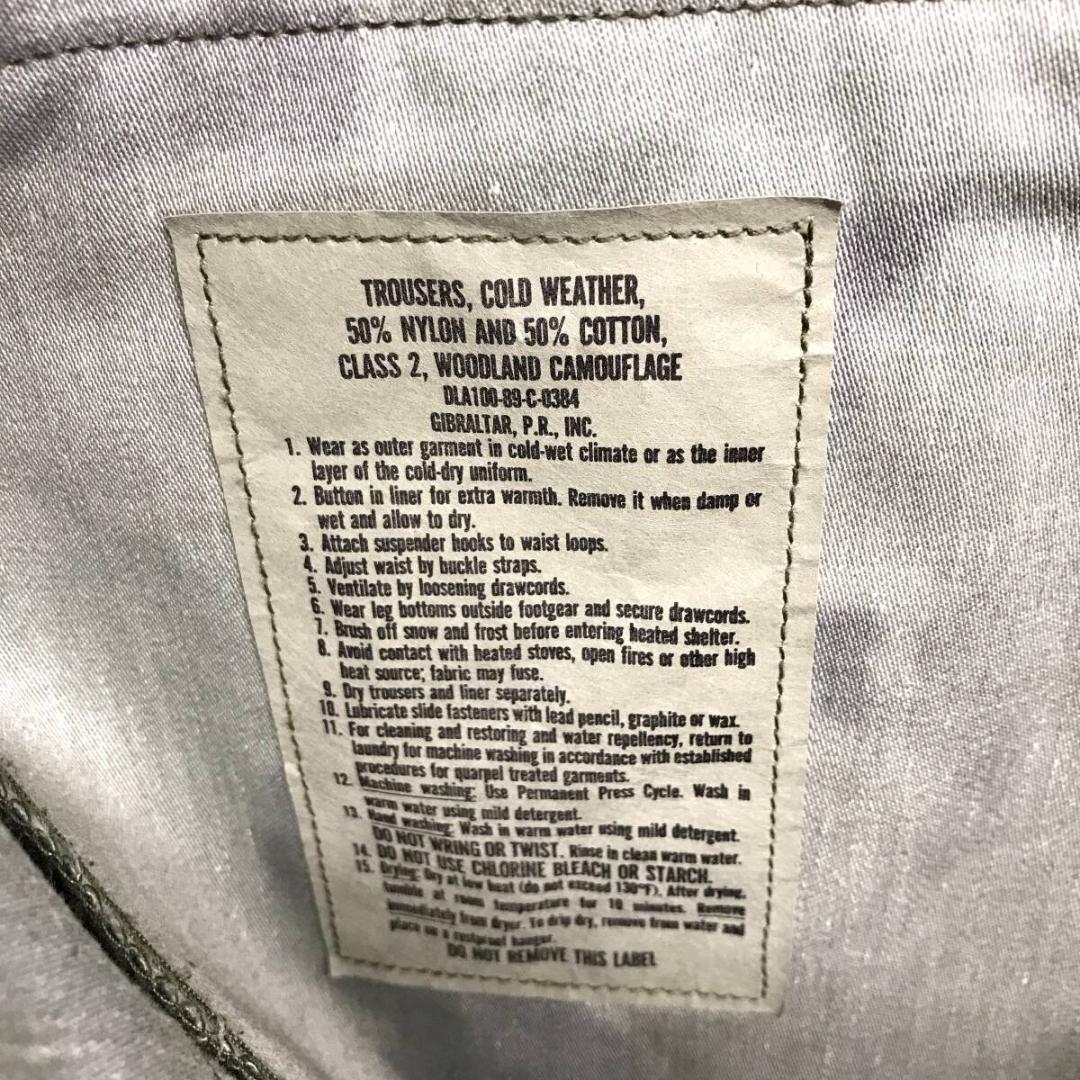 TROUSERS, COLD WEATHER,
50% NYLON AND 50% COTTON,
CLASS 2, WOODLAND CAMOUFLAGE
DLA100-89-C-0384
GIBRALTAR, P.R., INC.
1. Wear as outer garment in cold-wet climate or as the inner
layer of the cold-dry uniform.
2. Button in liner for extra warmth. Remove it when damp or
wet and allow to dry.
3. Attach suspender hooks to waist loops.
4. Adjust waist by buckle straps.
5. Ventilate by loosening drawcords.
6. Wear leg bottoms outside footgear and secure drawcords.
7. Brush off snow and frost before entering heated shelter.
8. Avoid contact with heated stoves, open fires or other high
heat source; fabric may fuse.
9. Dry trousers and liner separately.
10. Lubricate slide fasteners with lead pencil, graphite or wax.
11. For cleaning and restoring and water repellency, return to
laundry for machine washing in accordance with established
procedures for quarpel treated garments.
12. Machine washing: Use Permanent Press Cycle. Wash in
warm water using mild detergent.
13. Hand washing: Wash in warm water using mild detergent.
DO NOT WRING OR TWIST. Rinse in clean warm water.
14. DO NOT USE CHLORINE BLEACH OR STARCH.
15. Drying: Dry at low heat (do not exceed 130°F). After drying,
tumble at room temperature for 10 minutes. Remove
immediately from dryer. To drip dry, remove from water and
place on a rustproof hanger.
DO NOT REMOVE THIS LABEL